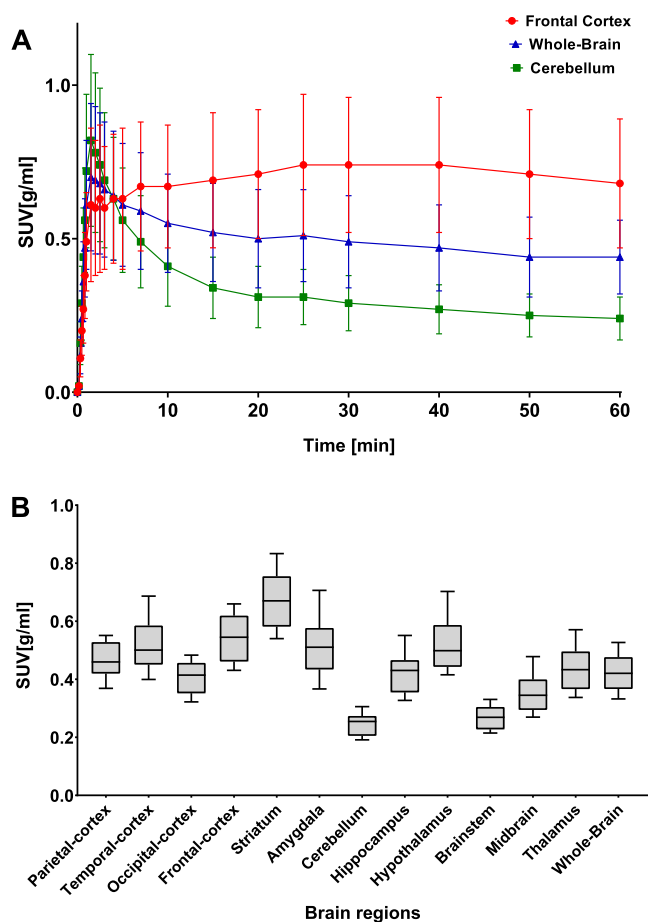 A
Frontal Cortex
Whole-Brain
Cerebellum
SUV[g/ml]
1.0
0.5
0.0
0 10 20 30 40 50 60
Time [min]
B
SUV[g/ml]
1.0
0.8
0.6
0.4
0.2
0.0
Parietal-cortex
Temporal-cortex
Occipital-cortex
Frontal-cortex
Striatum
Amygdala
Cerebellum
Hippocampus
Hypothalamus
Brainstem
Midbrain
Thalamus
Whole-Brain
Brain regions